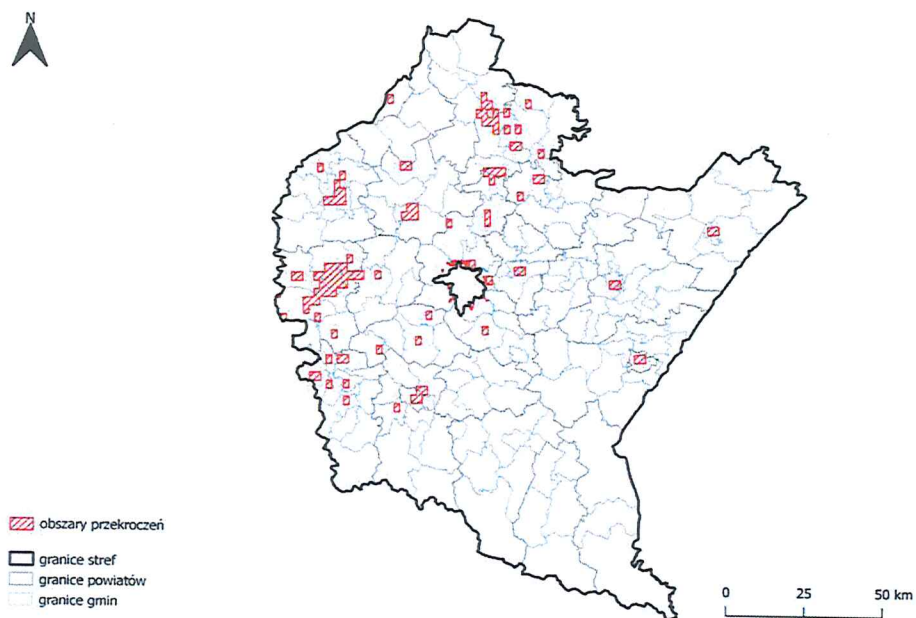 N
obszary przekroczeń
granice stref
granice powiatów
granice gmin
0 25 50 km